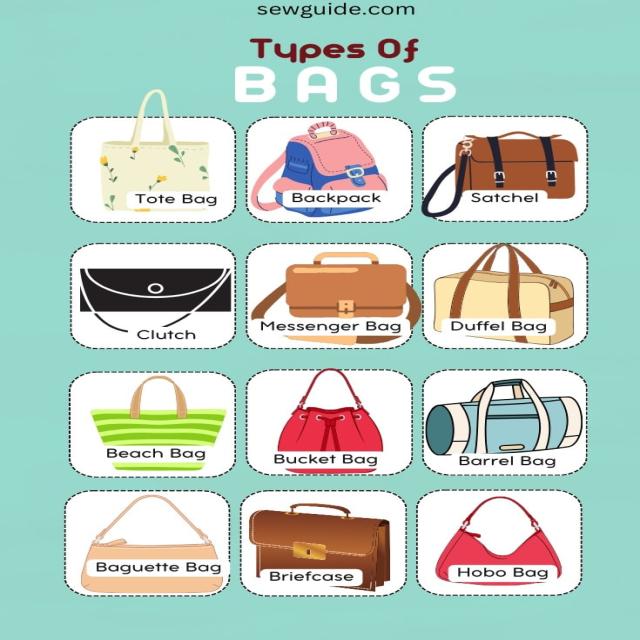 sewguide.com
Types Of
BAGS
Tote Bag
Backpack
Satchel
Clutch
Messenger Bag
Duffel Bag
Beach Bag
Bucket Bag
Barrel Bag
Baguette Bag
Briefcase
Hobo Bag